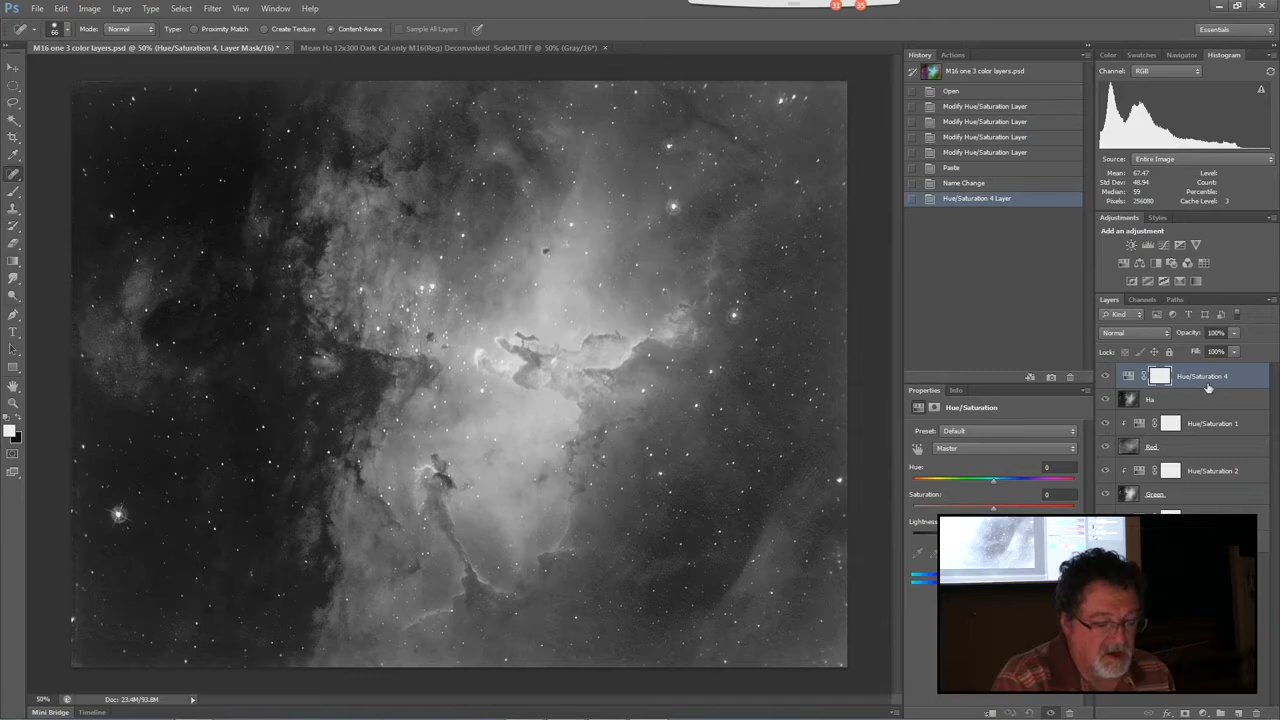 Ps File Edit Image Layer Type Select Filter View Window Help
31 35
66 Mode: Normal Type: Proximity Match Create Texture Content-Aware Sample All Layers Essentials
M16 one 3 color layers.psd @ 50% (Hue/Saturation 4, Layer Mask/16) * × Mean Ha 12x300 Dark Cal only M16(Reg) Deconvolved Scaled.TIFF @ 50% (Gray/16*) ×
History Actions
M16 one 3 color layers.psd
Open
Modify Hue/Saturation Layer
Modify Hue/Saturation Layer
Modify Hue/Saturation Layer
Modify Hue/Saturation Layer
Paste
Name Change
Hue/Saturation 4 Layer
Properties Info
Hue/Saturation
Preset: Default
Master
Hue: 0
Saturation: 0
Lightness
Color Swatches Navigator Histogram
Channel: RGB
Source: Entire Image
Mean: 67.47 Level:
Std Dev: 48.94 Count:
Median: 59 Percentile:
Pixels: 256080 Cache Level: 3
Adjustments Styles
Add an adjustment
Layers Channels Paths
Kind
Normal Opacity: 100%
Lock: Fill: 100%
Hue/Saturation 4
Ha
Hue/Saturation 1
Red
Hue/Saturation 2
Green
50% Doc: 23.4M/93.8M
Mini Bridge Timeline